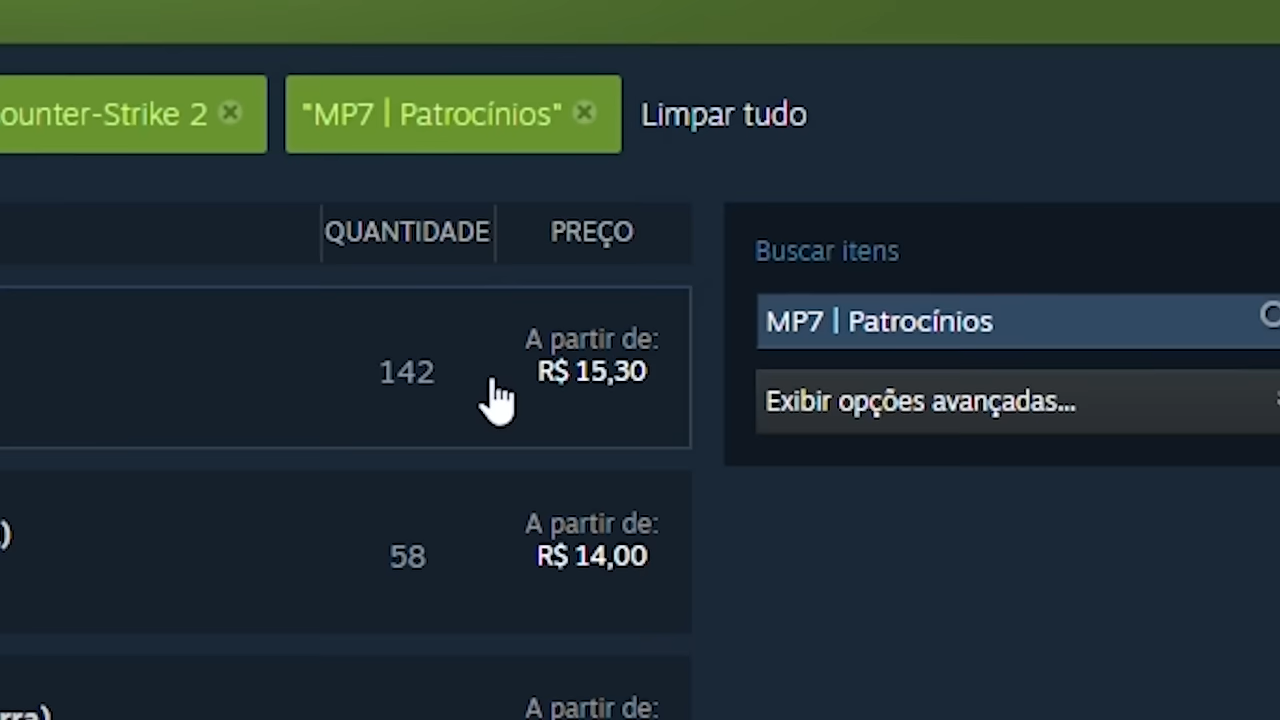 ounter-Strike 2
"MP7 | Patrocínios"
Limpar tudo
QUANTIDADE
PREÇO
142
A partir de:
R$ 15,30
)
58
A partir de:
R$ 14,00
rra)
A partir de:
Buscar itens
MP7 | Patrocínios
Exibir opções avançadas...